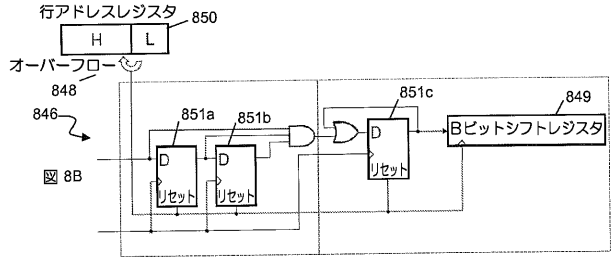 行アドレスレジスタ
850
H
L
オーバーフロー
848
846
図 8B
851a
D
リセット
851b
D
リセット
851c
D
リセット
849
Bビットシフトレジスタ